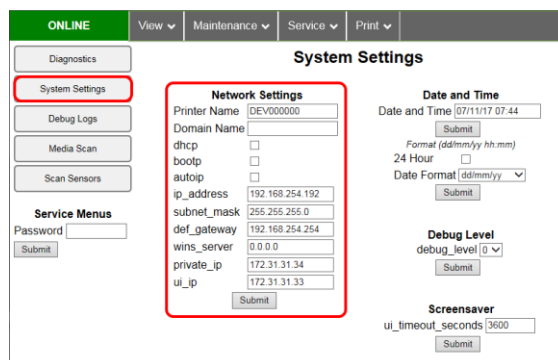 ONLINE View Maintenance Service Print
System Settings
Diagnostics
System Settings
Debug Logs
Media Scan
Scan Sensors
Service Menus
Password
Submit
Network Settings
Printer Name DEV000000
Domain Name
dhcp
bootp
autoip
ip_address 192.168.254.192
subnet_mask 255.255.255.0
def_gateway 192.168.254.254
wins_server 0.0.0.0
private_ip 172.31.31.34
ui_ip 172.31.31.33
Submit
Date and Time
Date and Time 07/11/17 07:44
Submit
Format (dd/mm/yy hh:mm)
24 Hour
Date Format dd/mm/yy
Submit
Debug Level
debug_level 0
Submit
Screensaver
ui_timeout_seconds 3600
Submit